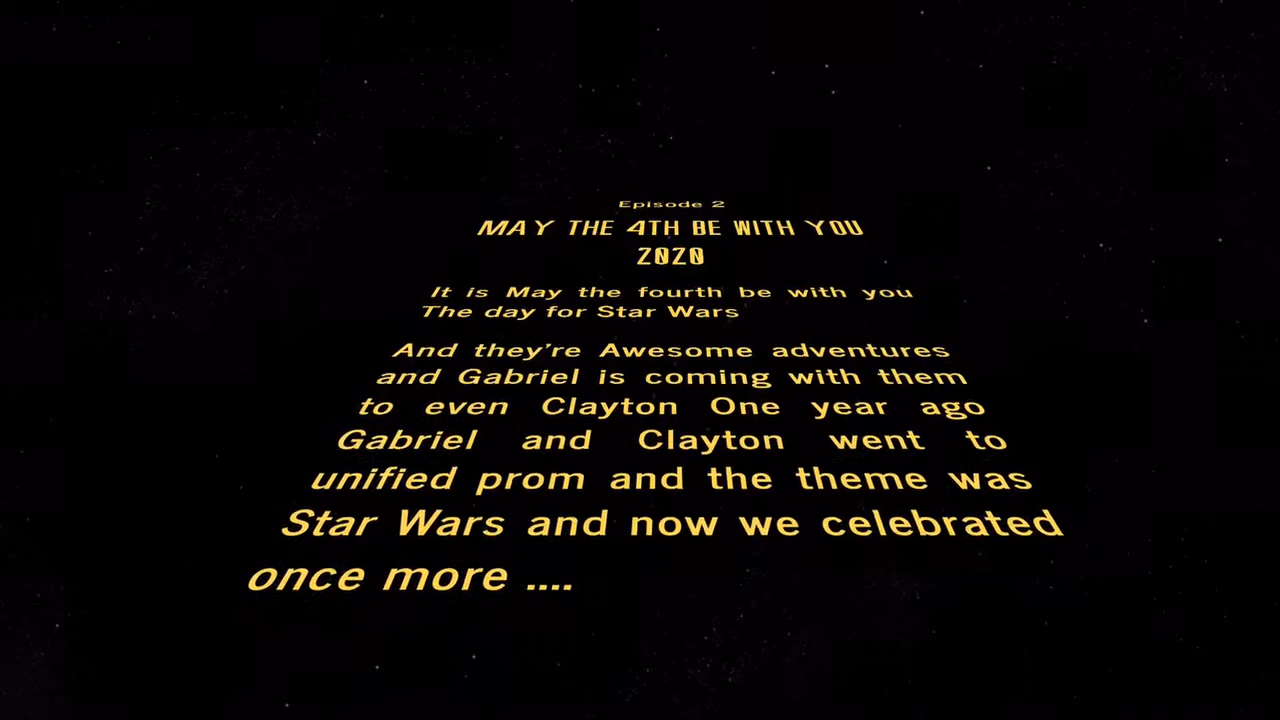 Episode 2
MAY THE 4TH BE WITH YOU
2020
It is May the fourth be with you
The day for Star Wars
And they're Awesome adventures
and Gabriel is coming with them
to even Clayton One year ago
Gabriel and Clayton went to
unified prom and the theme was
Star Wars and now we celebrated
once more ....